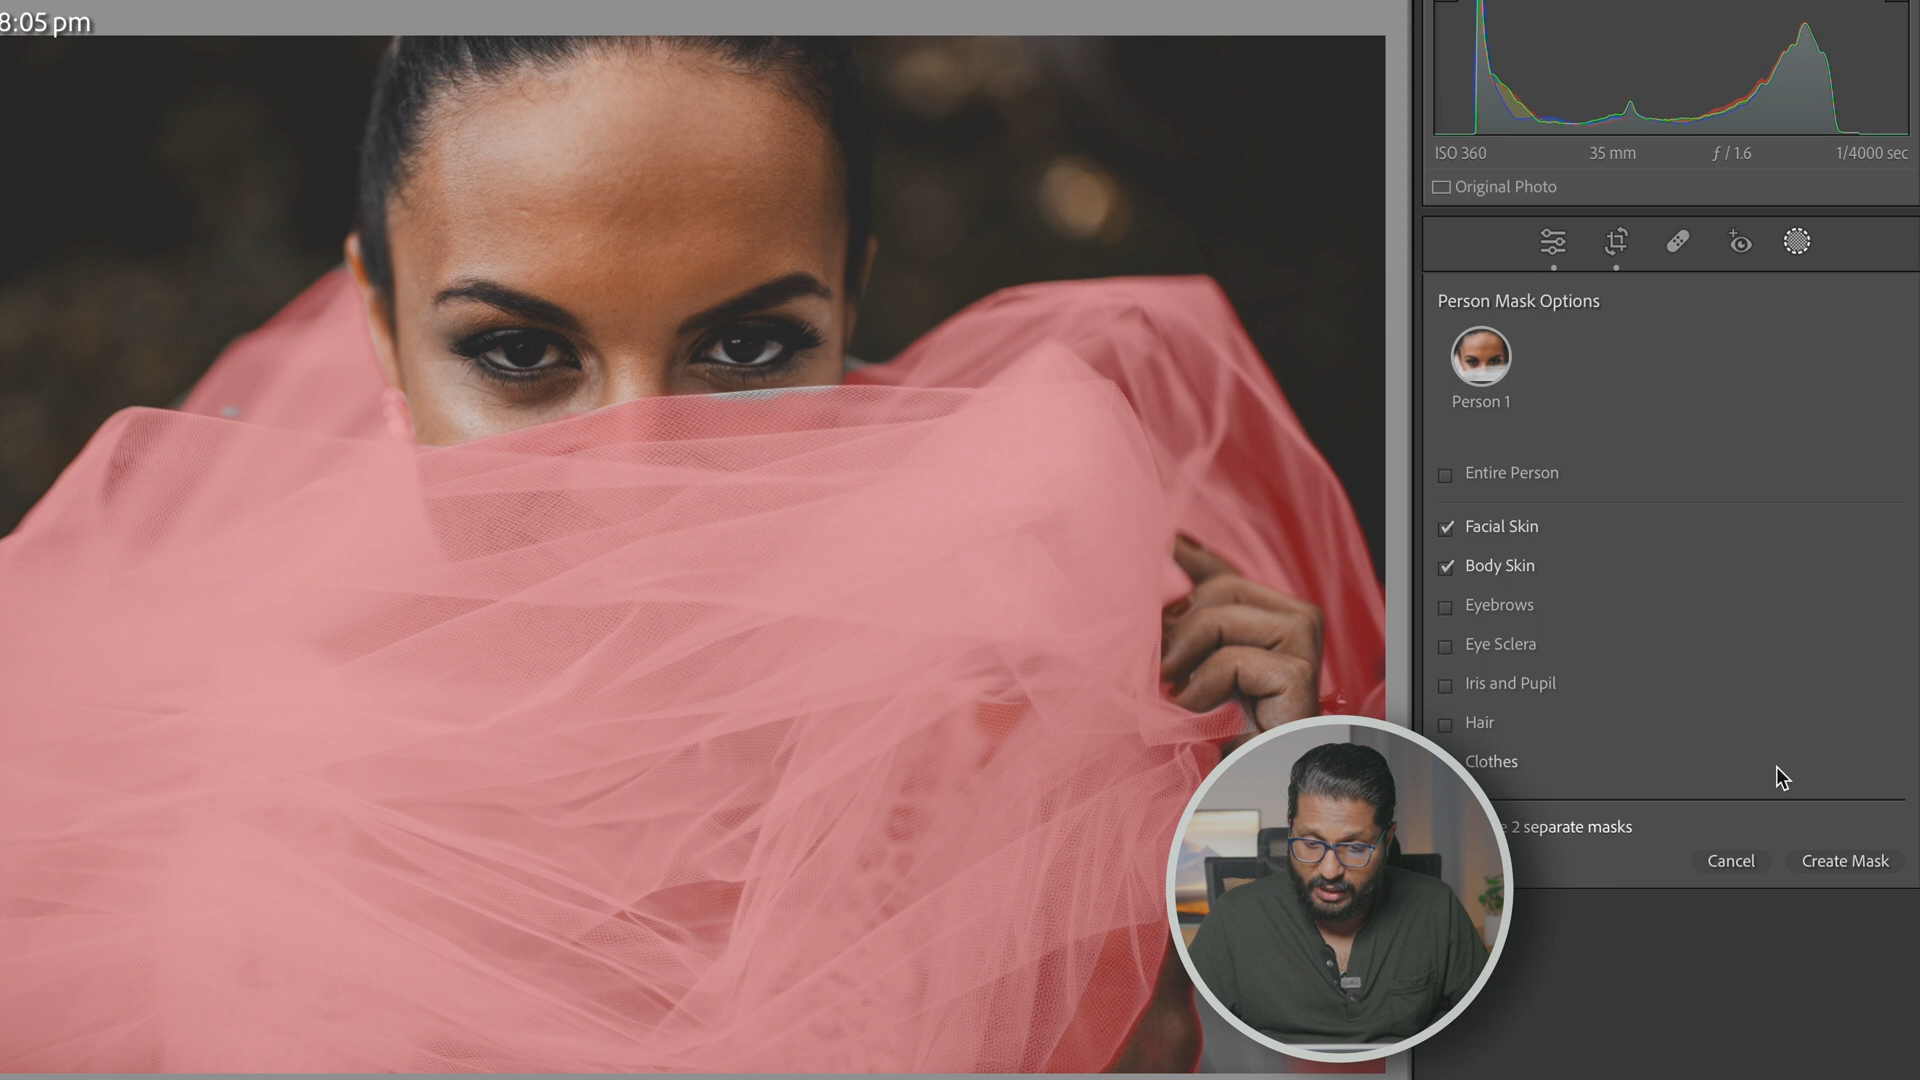 8:05 pm
ISO 360 35 mm ƒ / 1.6 1/4000 sec
Original Photo
Person Mask Options
Person 1
Entire Person
Facial Skin
Body Skin
Eyebrows
Eye Sclera
Iris and Pupil
Hair
Clothes
2 separate masks
Cancel Create Mask